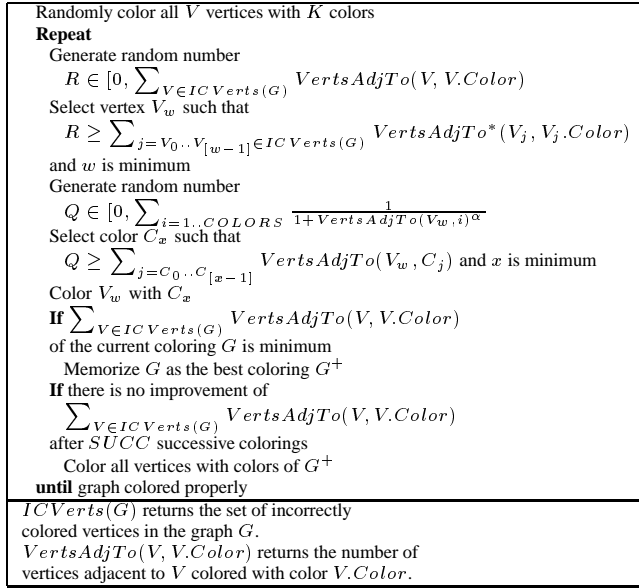 Randomly color all V vertices with K colors
Repeat
Generate random number
R ∈ [0, ∑_{V∈ICVerts(G)} VertsAdjTo(V, V.Color)
Select vertex V_w such that
R ≥ ∑_{j=V_0..V_{[w−1]}∈ICVerts(G)} VertsAdjTo*(V_j, V_j.Color)
and w is minimum
Generate random number
Q ∈ [0, ∑_{i=1..COLORS} 1/(1+VertsAdjTo(V_w,i)^α)
Select color C_x such that
Q ≥ ∑_{j=C_0..C_{[x−1]}} VertsAdjTo(V_w, C_j) and x is minimum
Color V_w with C_x
If ∑_{V∈ICVerts(G)} VertsAdjTo(V, V.Color)
of the current coloring G is minimum
Memorize G as the best coloring G^+
If there is no improvement of
∑_{V∈ICVerts(G)} VertsAdjTo(V, V.Color)
after SUCC successive colorings
Color all vertices with colors of G^+
until graph colored properly
ICVerts(G) returns the set of incorrectly
colored vertices in the graph G.
VertsAdjTo(V, V.Color) returns the number of
vertices adjacent to V colored with color V.Color.